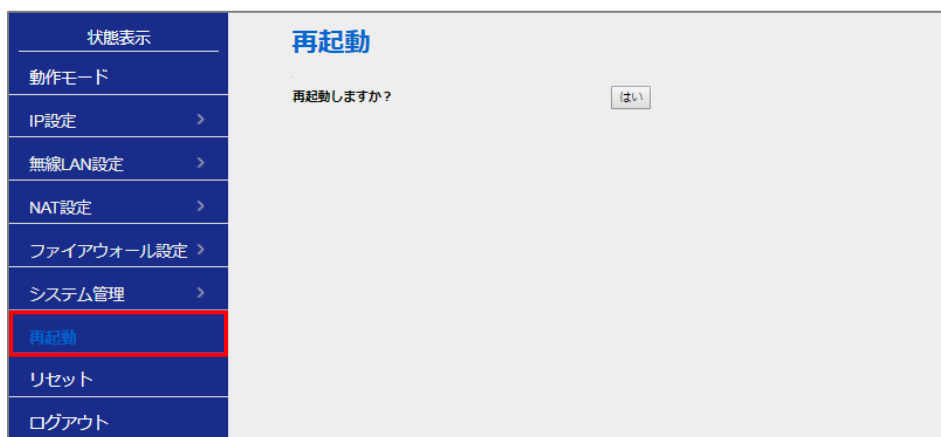 状態表示
動作モード
IP設定
無線LAN設定
NAT設定
ファイアウォール設定
システム管理
再起動
リセット
ログアウト
再起動
再起動しますか？
はい